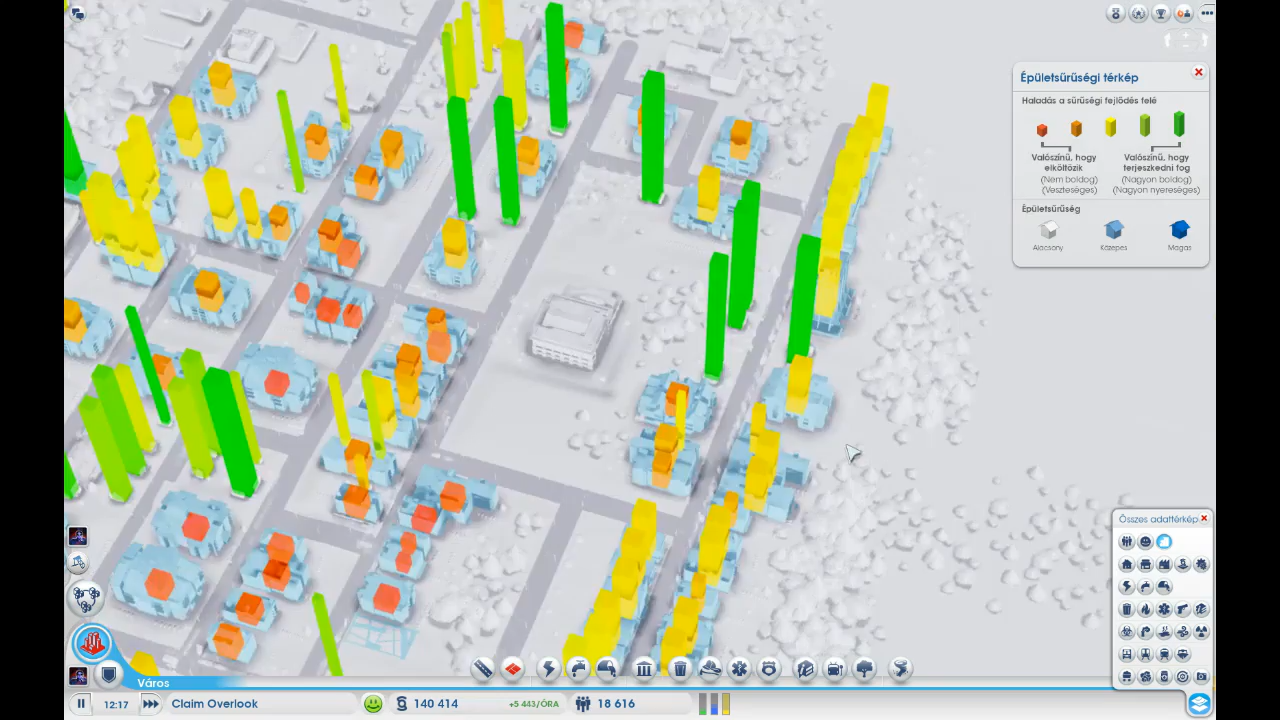 Épületsűrűségi térkép
Haladás a sűrűségi fejlődés felé
Valószínű, hogy elköltözik
(Nem boldog)
(Veszteséges)
Valószínű, hogy terjeszkedni fog
(Nagyon boldog)
(Nagyon nyereséges)
Épületsűrűség
Alacsony
Közepes
Magas
Összes adattérkép
Város
12:17
Claim Overlook
140 414
+5 443/ÓRA
18 616